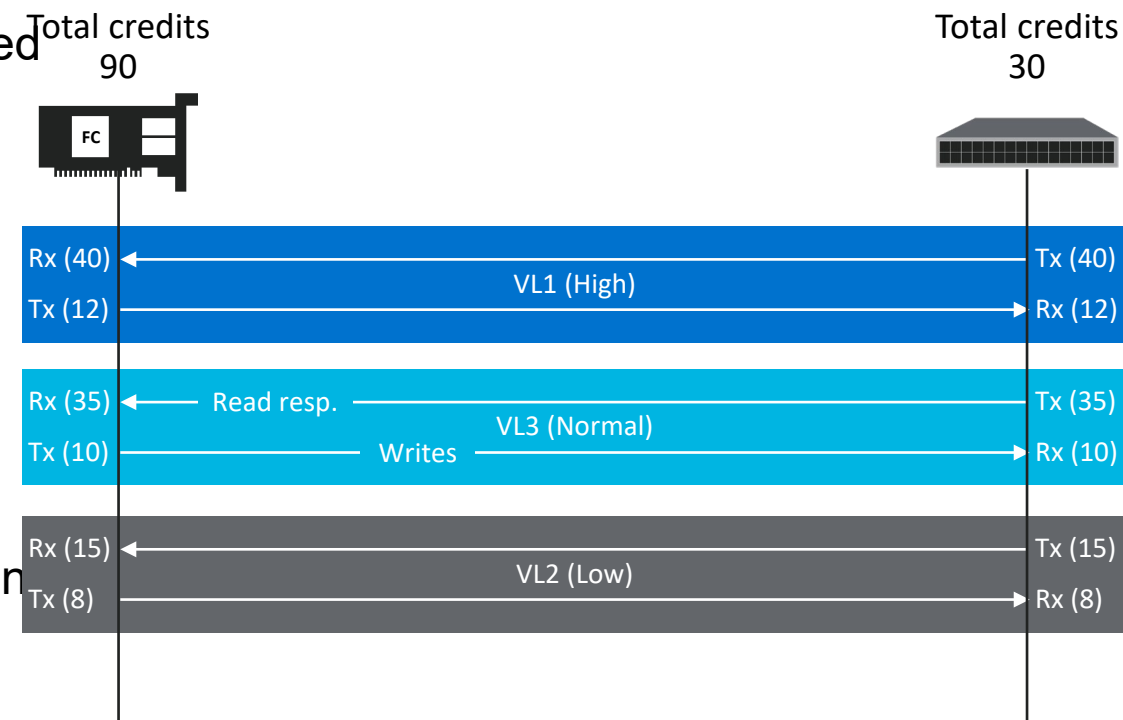 ed
Total credits
90
Total credits
30
FC
Rx (40)
Tx (40)
VL1 (High)
Tx (12)
Rx (12)
Rx (35)
Read resp.
Tx (35)
VL3 (Normal)
Tx (10)
Writes
Rx (10)
Rx (15)
Tx (15)
VL2 (Low)
n
Tx (8)
Rx (8)